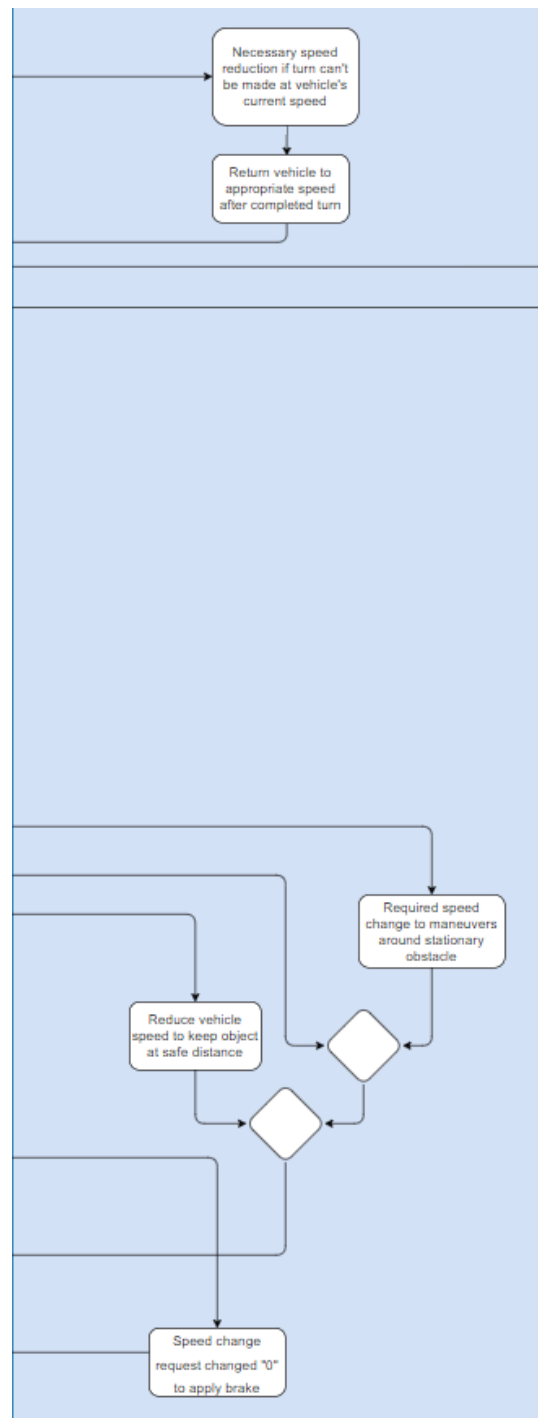 Necessary speed
reduction if turn can't
be made at vehicle's
current speed
Return vehicle to
appropriate speed
after completed turn
Required speed
change to maneuvers
around stationary
obstacle
Reduce vehicle
speed to keep object
at safe distance
Speed change
request changed "0"
to apply brake